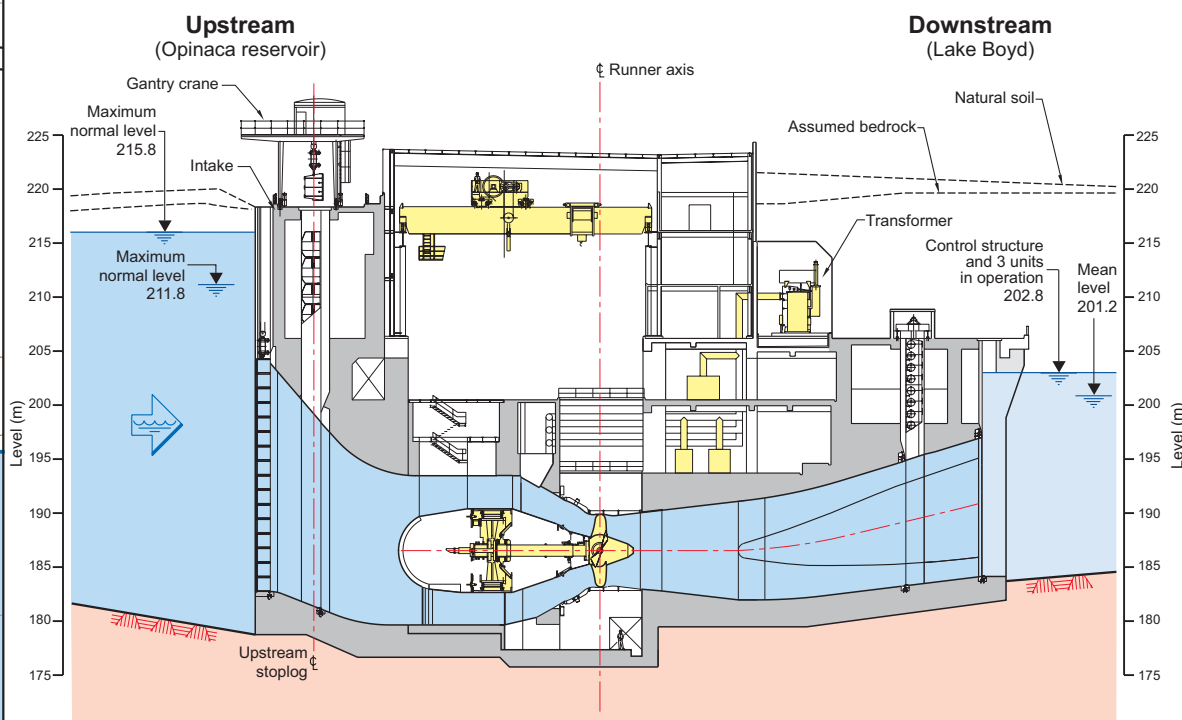 Upstream
(Opinaca reservoir)
Downstream
(Lake Boyd)
℄ Runner axis
Gantry crane
Natural soil
Maximum
normal level
215.8
Assumed bedrock
Intake
Transformer
Maximum
normal level
211.8
Control structure
and 3 units
in operation
202.8
Mean
level
201.2
Level (m)
225
220
215
210
205
200
195
190
185
180
175
Level (m)
225
220
215
210
205
200
195
190
185
180
175
Upstream
stoplog ℄